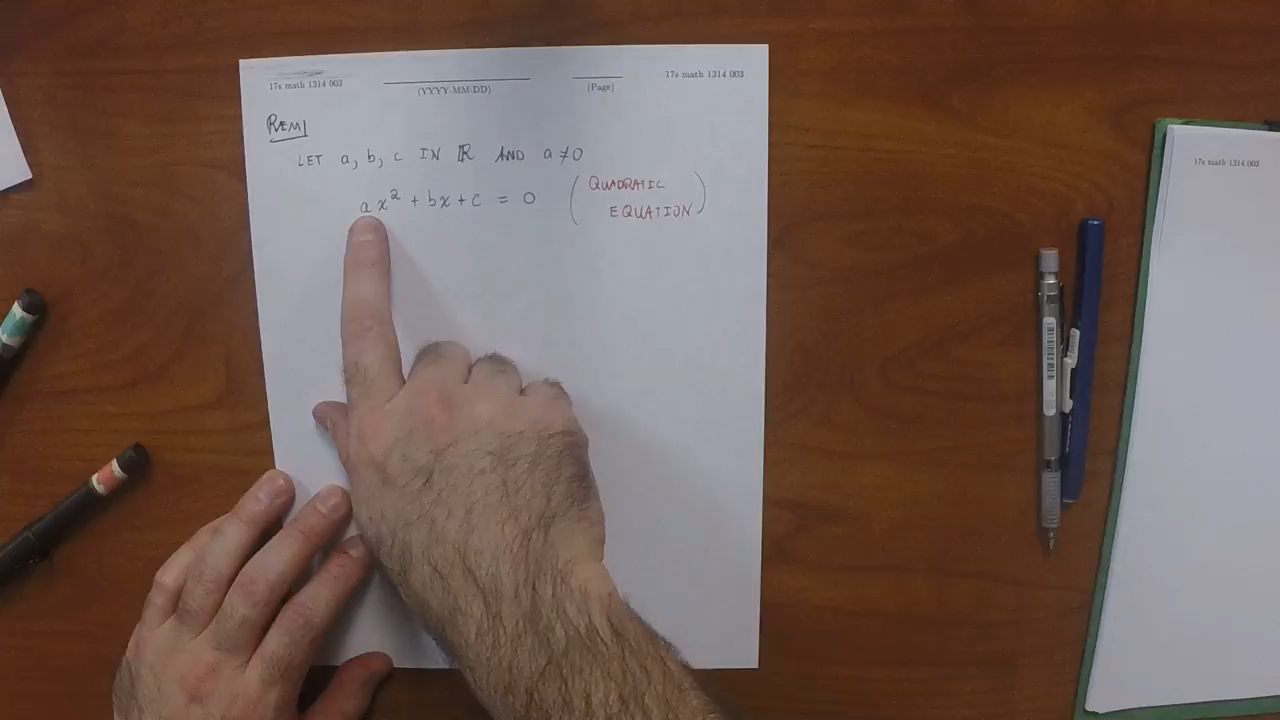 17s math 1314 003 (YYYY-MM-DD) (Page) 17s math 1314 003
REM
LET a, b, c IN ℝ AND a ≠ 0
ax² + bx + c = 0 (QUADRATIC
EQUATION)
17s math 1314 003